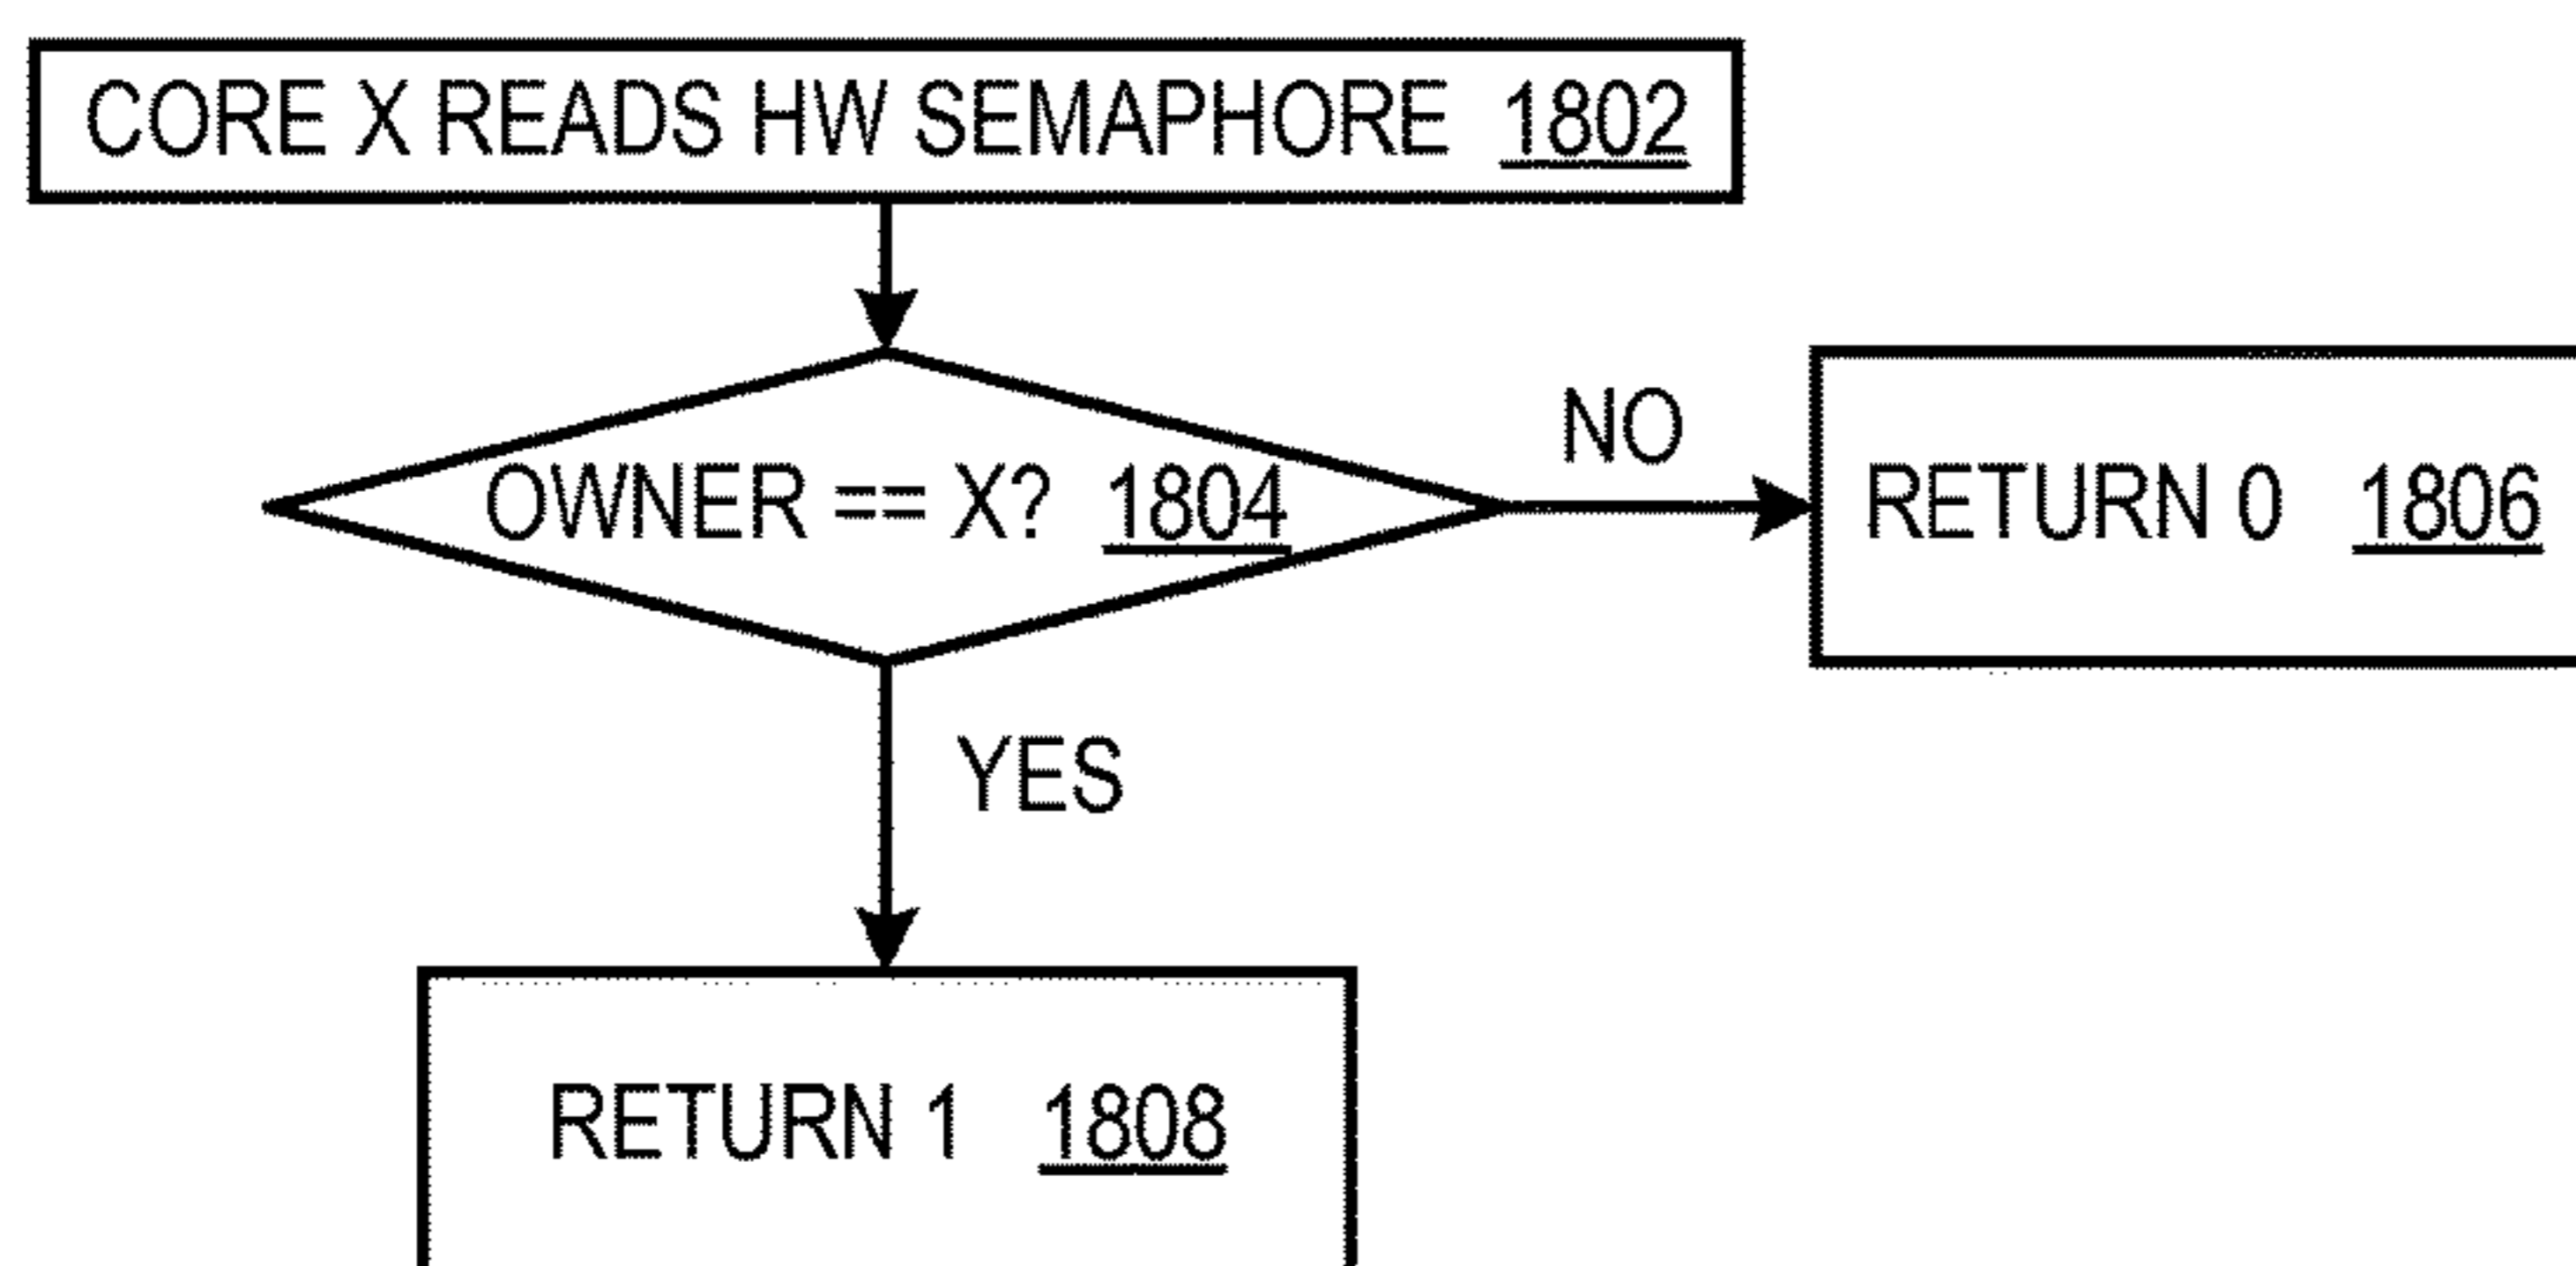 CORE X READS HW SEMAPHORE 1802
OWNER == X? 1804
NO
RETURN 0 1806
YES
RETURN 1 1808